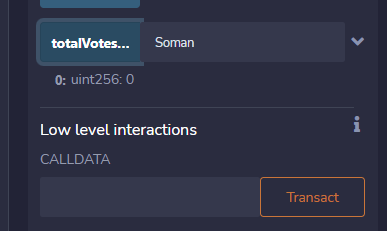 totalVotes... Soman
0: uint256: 0
Low level interactions
CALLDATA
Transact